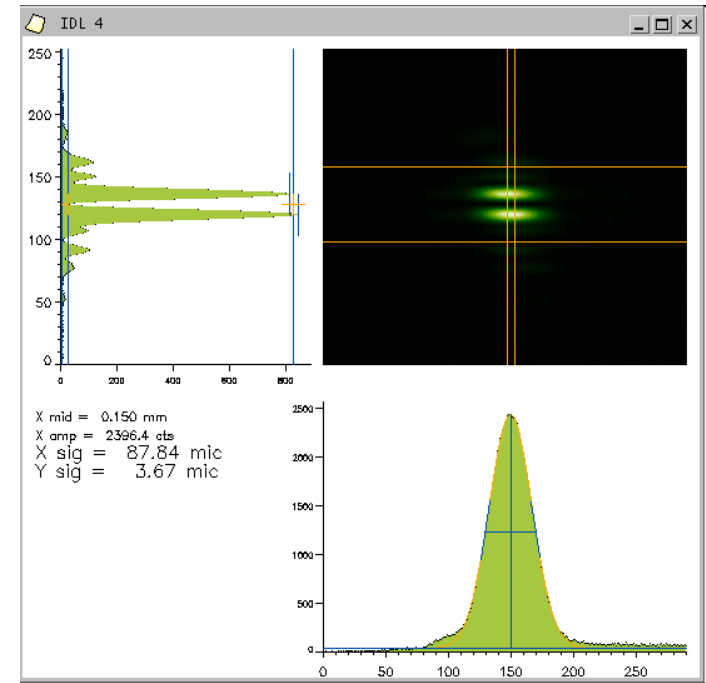 IDL 4
250
200
150
100
50
0
0 200 400 600 800
X mid = 0.150 mm
X amp = 2396.4 cts
X sig = 87.84 mic
Y sig = 3.67 mic
2500
2000
1500
1000
500
0
0 50 100 150 200 250